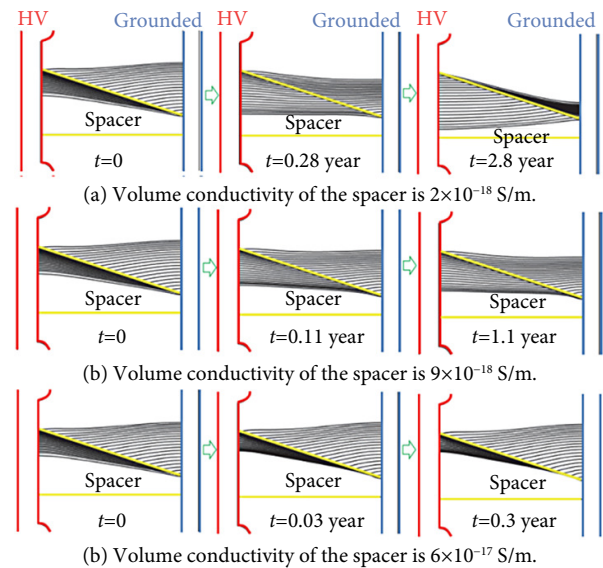 HV Grounded HV Grounded HV Grounded
Spacer Spacer Spacer
t=0 t=0.28 year t=2.8 year
(a) Volume conductivity of the spacer is 2×10⁻¹⁸ S/m.
Spacer Spacer Spacer
t=0 t=0.11 year t=1.1 year
(b) Volume conductivity of the spacer is 9×10⁻¹⁸ S/m.
Spacer Spacer Spacer
t=0 t=0.03 year t=0.3 year
(b) Volume conductivity of the spacer is 6×10⁻¹⁷ S/m.